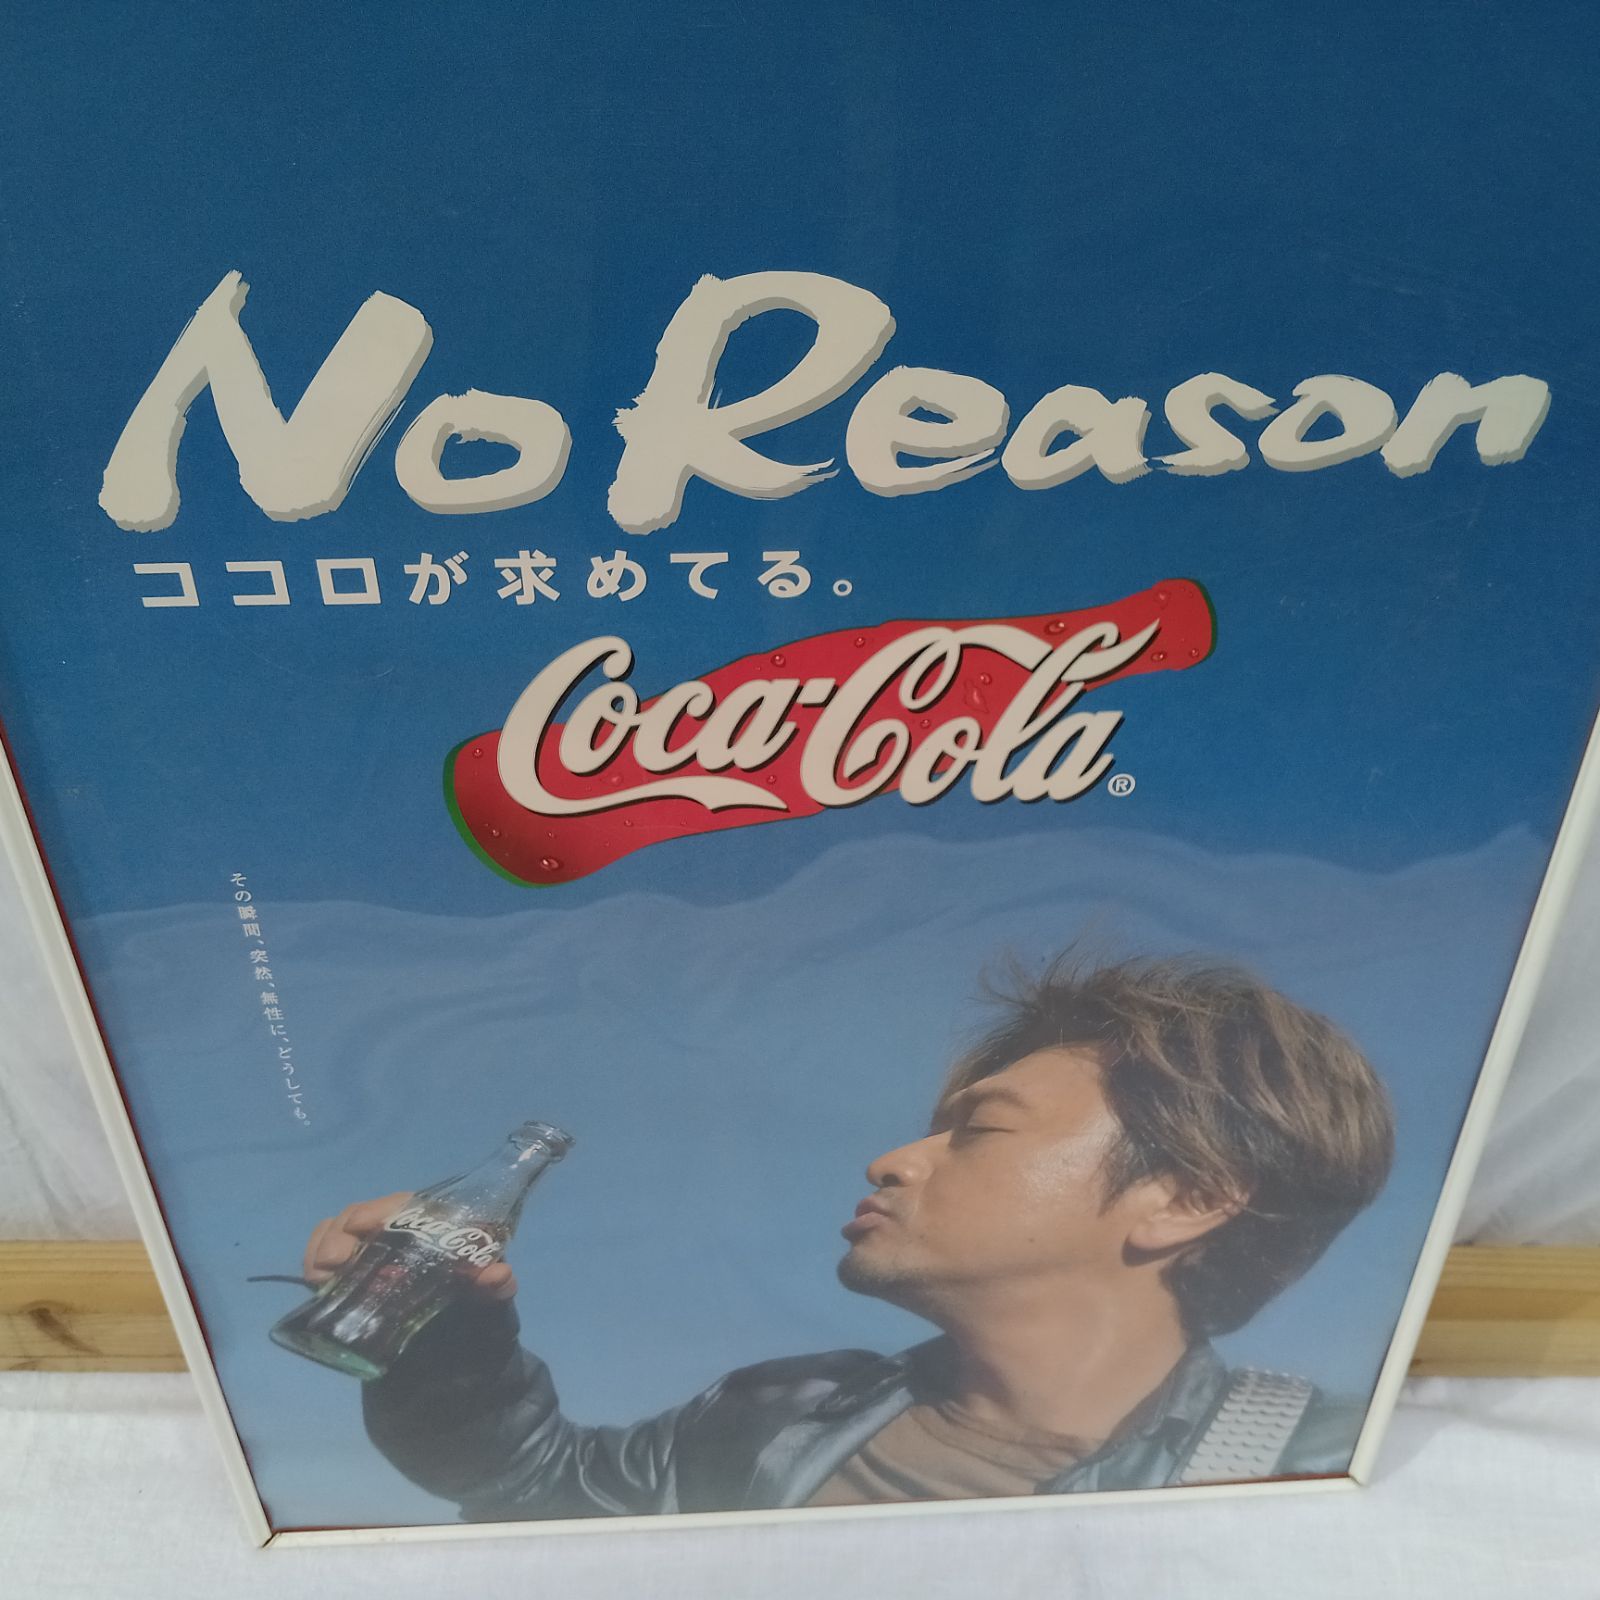 No Reason
ココロが求めてる。
Coca-Cola®
その瞬間、突然、無性に、どうしても。
Coca-Cola